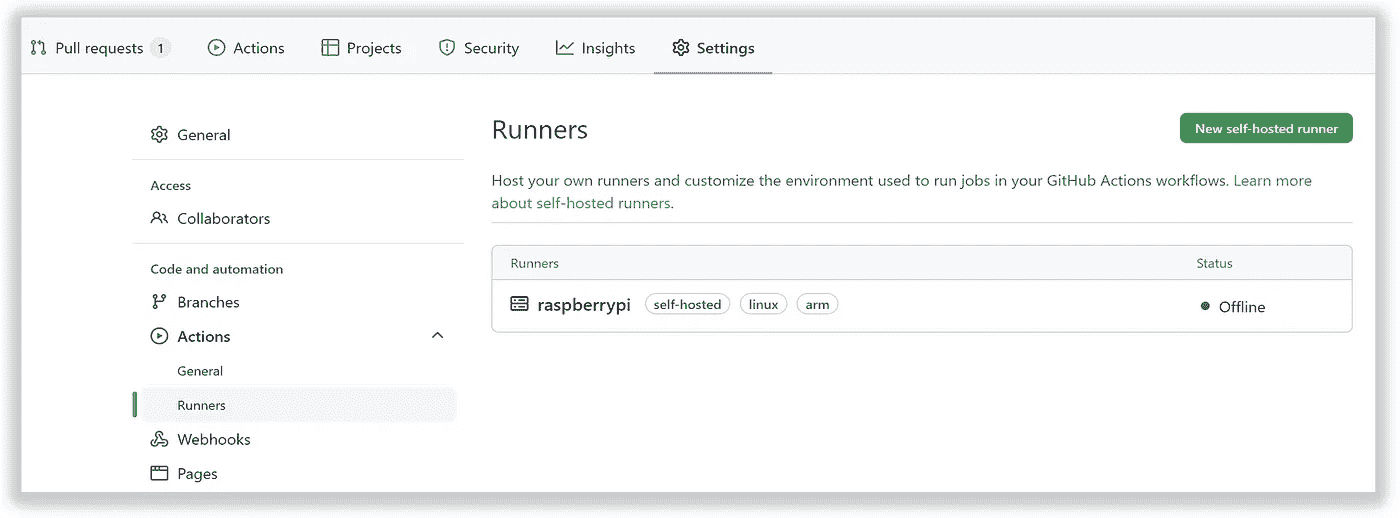 Pull requests 1 Actions Projects Security Insights Settings
General
Access
Collaborators
Code and automation
Branches
Actions
General
Runners
Webhooks
Pages
Runners
New self-hosted runner
Host your own runners and customize the environment used to run jobs in your GitHub Actions workflows. Learn more
about self-hosted runners.
Runners Status
raspberrypi self-hosted linux arm Offline